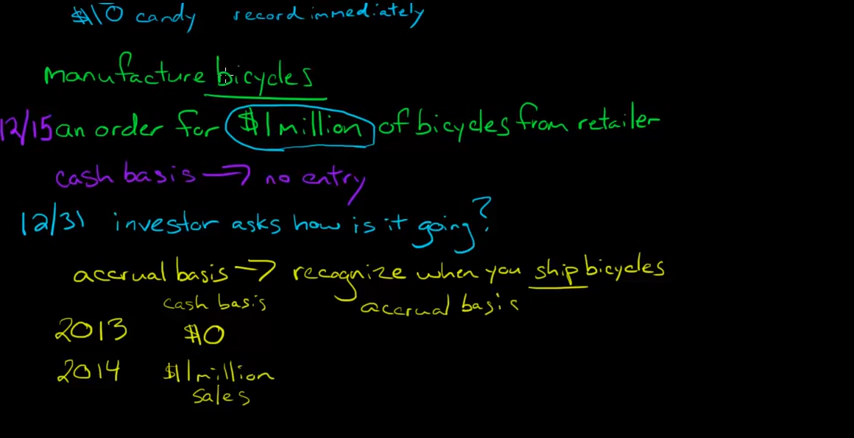 $10 candy record immediately
manufacture bicycles
12/15 an order for $1 million of bicycles from retailer
cash basis → no entry
12/31 investor asks how is it going?
accrual basis → recognize when you ship bicycles
cash basis accrual basis
2013 $0
2014 $1 million
sales